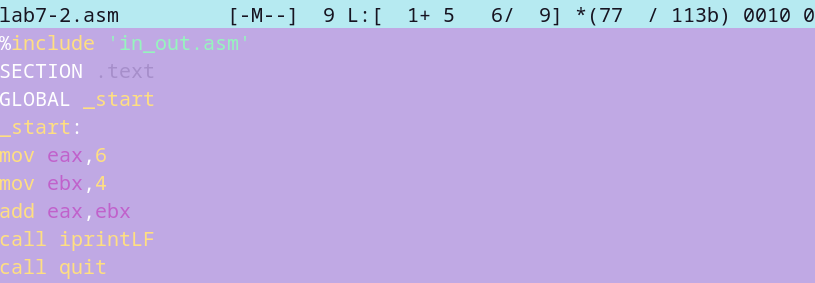 lab7-2.asm         [-M--]  9 L:[  1+ 5   6/  9] *(77  / 113b) 0010 0
%include 'in_out.asm'
SECTION .text
GLOBAL _start
_start:
mov eax,6
mov ebx,4
add eax,ebx
call iprintLF
call quit